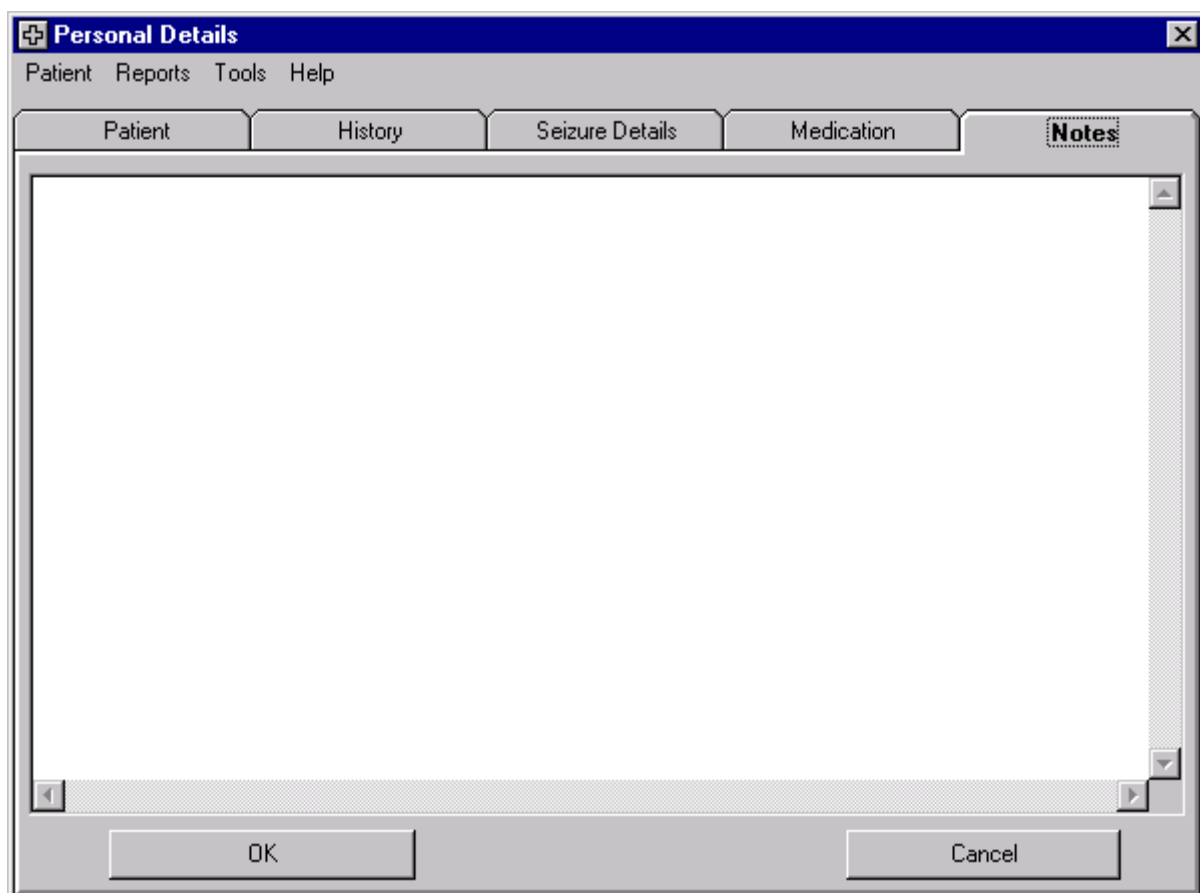 Personal Details
Patient Reports Tools Help
Patient History Seizure Details Medication Notes
OK Cancel